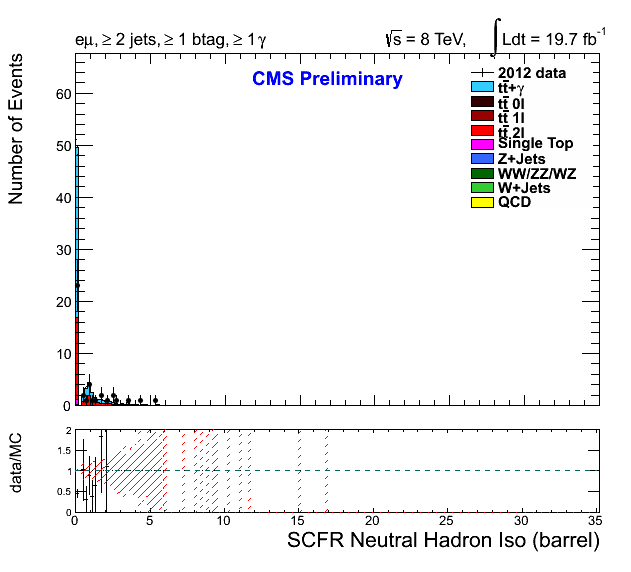 eμ, ≥ 2 jets, ≥ 1 btag, ≥ 1 γ √s = 8 TeV, ∫ Ldt = 19.7 fb⁻¹
CMS Preliminary
2012 data
tt̄+γ
tt̄ 0l
tt̄ 1l
tt̄ 2l
Single Top
Z+Jets
WW/ZZ/WZ
W+Jets
QCD
Number of Events
60
50
40
30
20
10
0
data/MC
2
1.5
1
0.5
0
0 5 10 15 20 25 30 35
SCFR Neutral Hadron Iso (barrel)